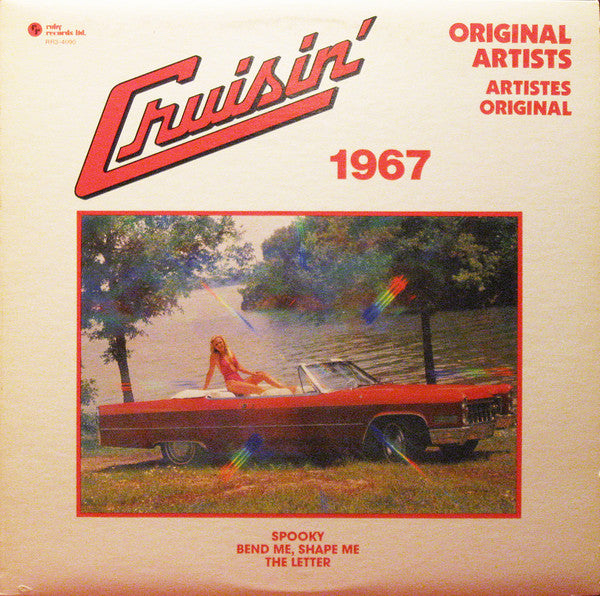 ruby
records ltd.
RRS-4090
Cruisin'
ORIGINAL
ARTISTS
ARTISTES
ORIGINAL
1967
SPOOKY
BEND ME, SHAPE ME
THE LETTER